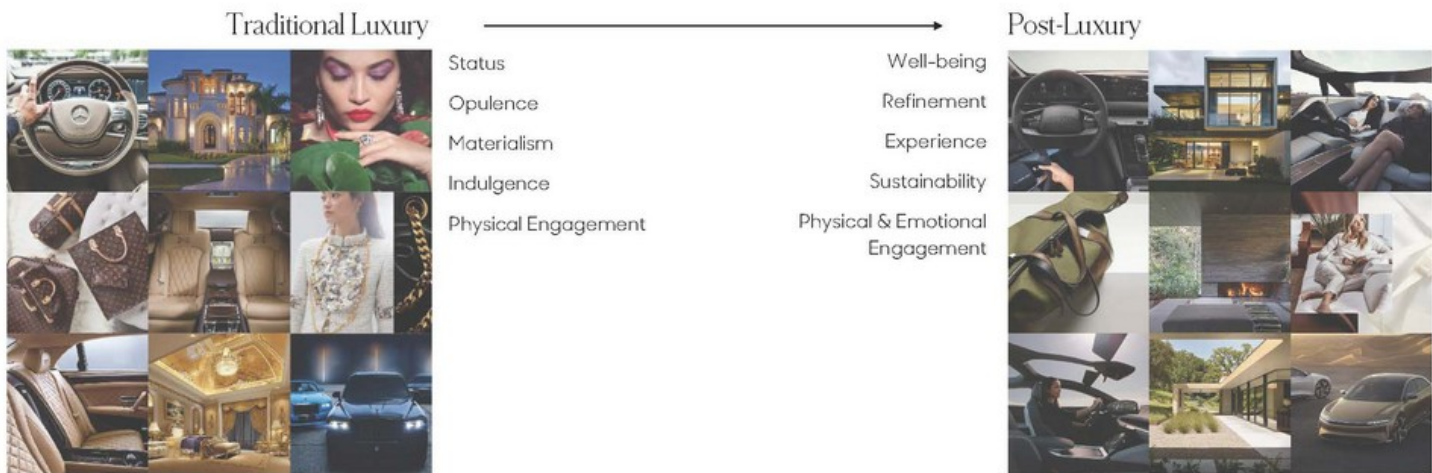 Traditional Luxury
Post-Luxury
Status
Opulence
Materialism
Indulgence
Physical Engagement
Well-being
Refinement
Experience
Sustainability
Physical & Emotional
Engagement